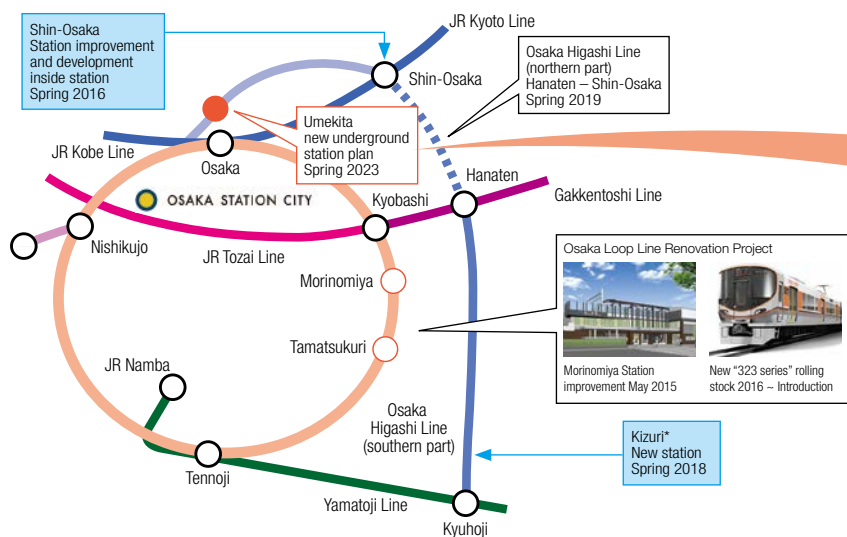 Shin-Osaka
Station improvement
and development
inside station
Spring 2016
JR Kyoto Line
Shin-Osaka
Osaka Higashi Line
(northern part)
Hanaten – Shin-Osaka
Spring 2019
Umekita
new underground
station plan
Spring 2023
JR Kobe Line
Osaka
Hanaten
OSAKA STATION CITY
Kyobashi
Gakkentoshi Line
Nishikujo
JR Tozai Line
Osaka Loop Line Renovation Project
Morinomiya
Tamatsukuri
JR Namba
Morinomiya Station
improvement May 2015
New “323 series” rolling
stock 2016 ~ Introduction
Osaka
Higashi Line
(southern part)
Kizuri*
New station
Spring 2018
Tennoji
Yamatoji Line
Kyuhoji